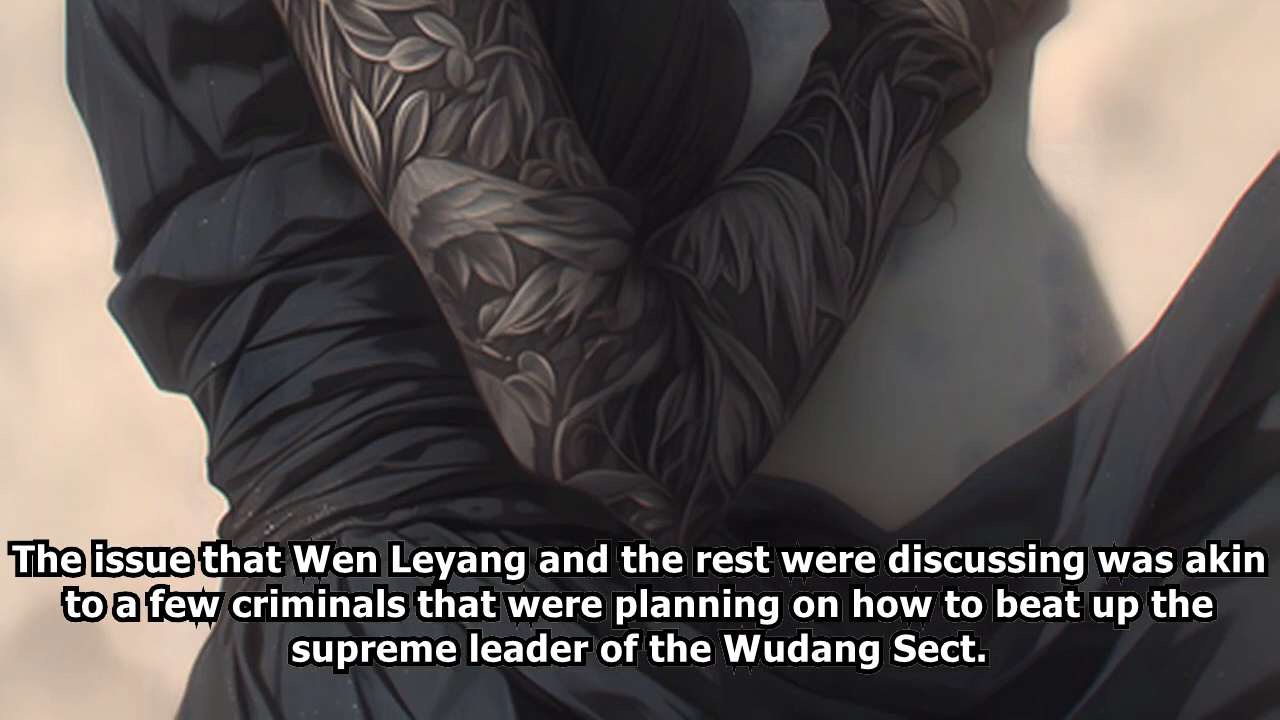 The issue that Wen Leyang and the rest were discussing was akin
to a few criminals that were planning on how to beat up the
supreme leader of the Wudang Sect.